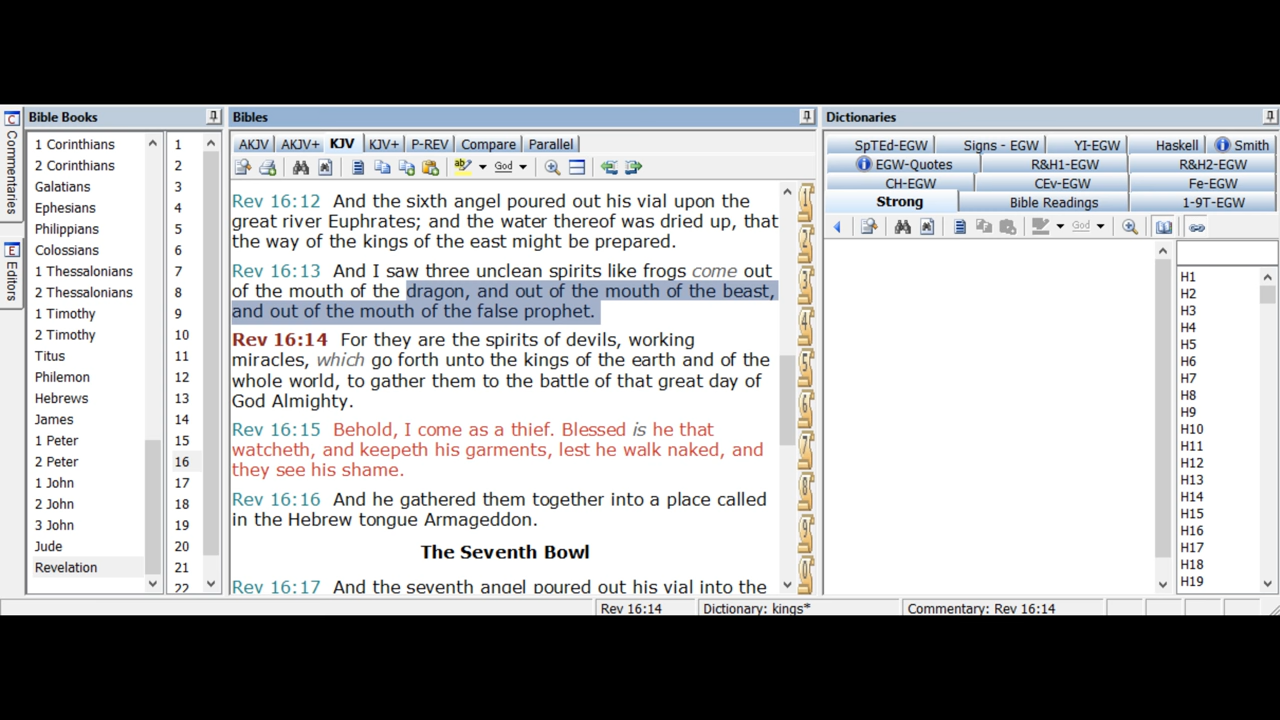 Commentaries
Editors
Bible Books
1 Corinthians
2 Corinthians
Galatians
Ephesians
Philippians
Colossians
1 Thessalonians
2 Thessalonians
1 Timothy
2 Timothy
Titus
Philemon
Hebrews
James
1 Peter
2 Peter
1 John
2 John
3 John
Jude
Revelation
1
2
3
4
5
6
7
8
9
10
11
12
13
14
15
16
17
18
19
20
21
22
Bibles
AKJV AKJV+ KJV KJV+ P-REV Compare Parallel
ab God
Rev 16:12 And the sixth angel poured out his vial upon the
great river Euphrates; and the water thereof was dried up, that
the way of the kings of the east might be prepared.
Rev 16:13 And I saw three unclean spirits like frogs come out
of the mouth of the dragon, and out of the mouth of the beast,
and out of the mouth of the false prophet.
Rev 16:14 For they are the spirits of devils, working
miracles, which go forth unto the kings of the earth and of the
whole world, to gather them to the battle of that great day of
God Almighty.
Rev 16:15 Behold, I come as a thief. Blessed is he that
watcheth, and keepeth his garments, lest he walk naked, and
they see his shame.
Rev 16:16 And he gathered them together into a place called
in the Hebrew tongue Armageddon.
The Seventh Bowl
Rev 16:17 And the seventh angel poured out his vial into the
1
2
3
4
5
6
7
8
9
0
Dictionaries
SpTEd-EGW Signs - EGW YI-EGW Haskell Smith
EGW-Quotes R&H1-EGW R&H2-EGW
CH-EGW CEv-EGW Fe-EGW
Strong Bible Readings 1-9T-EGW
God
H1
H2
H3
H4
H5
H6
H7
H8
H9
H10
H11
H12
H13
H14
H15
H16
H17
H18
H19
Rev 16:14 Dictionary: kings* Commentary: Rev 16:14